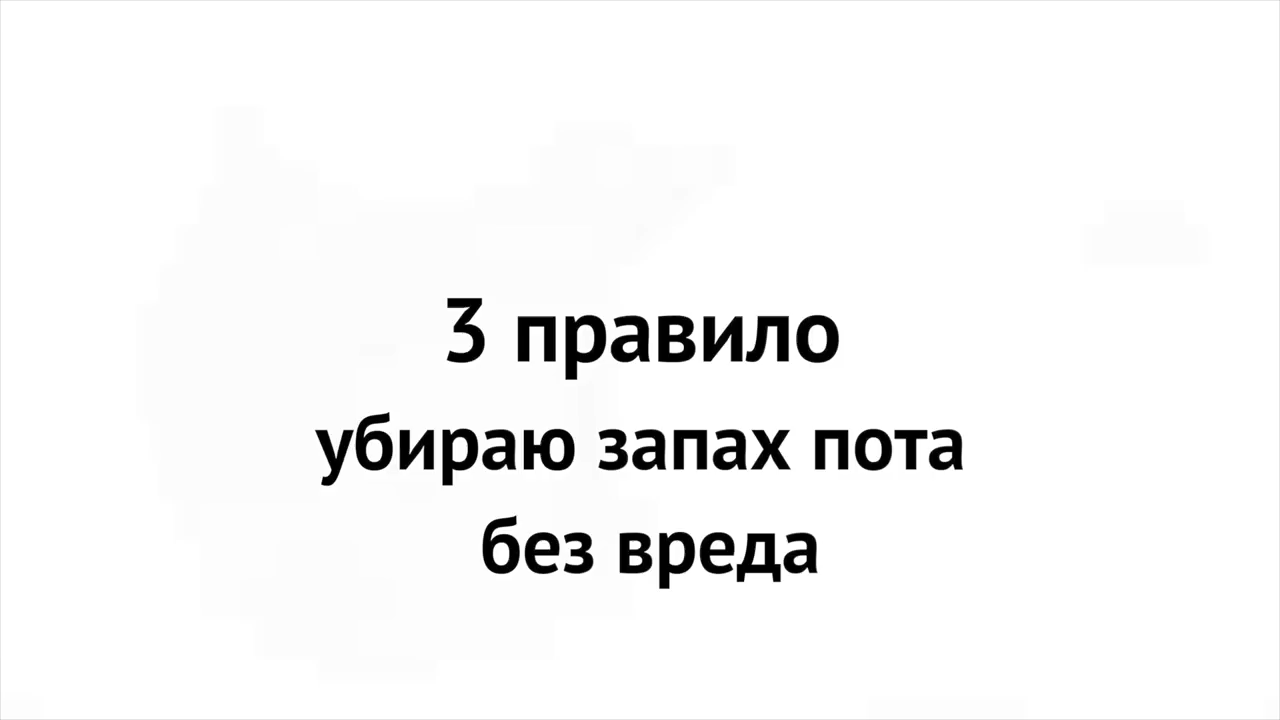 3 правило
убираю запах пота
без вреда